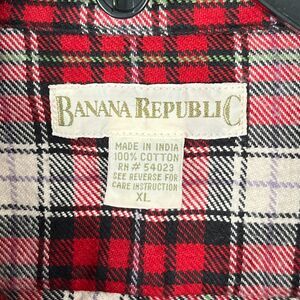 BANANA REPUBLIC
MADE IN INDIA
100% COTTON
RN # 54023
SEE REVERSE FOR
CARE INSTRUCTION
XL